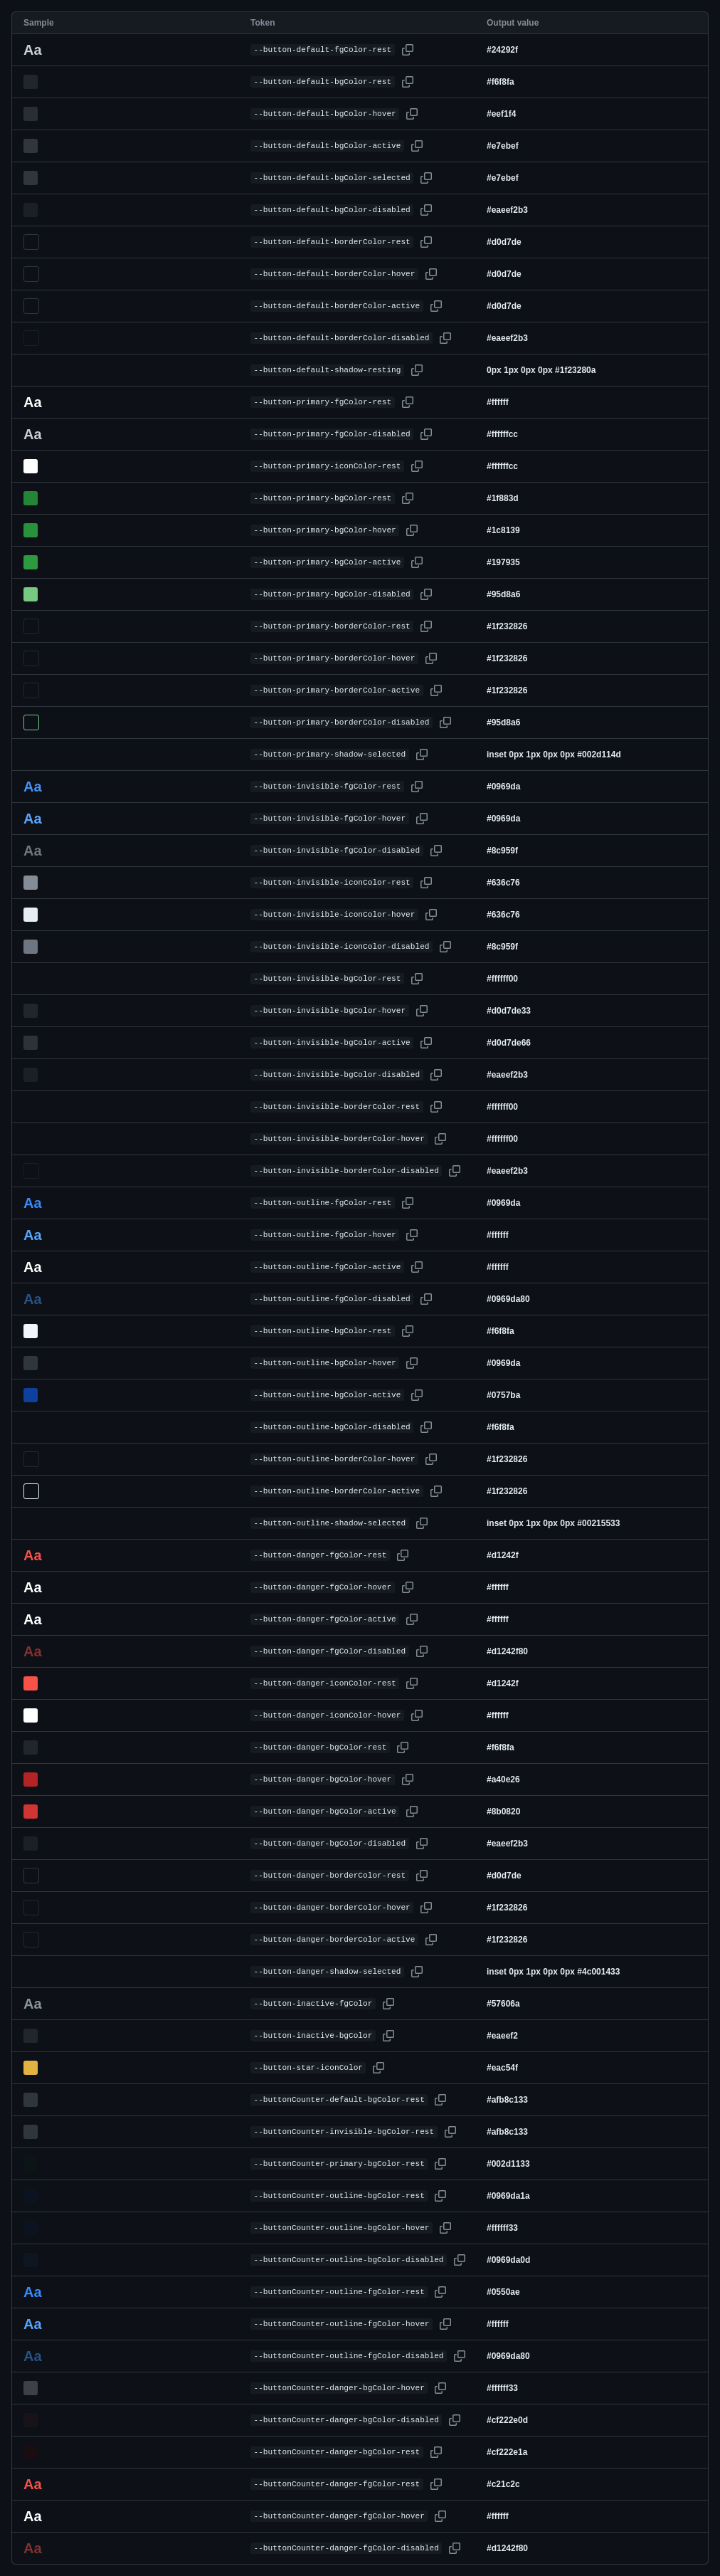 Sample Token Output value
Aa --button-default-fgColor-rest #24292f
--button-default-bgColor-rest #f6f8fa
--button-default-bgColor-hover #eef1f4
--button-default-bgColor-active #e7ebef
--button-default-bgColor-selected #e7ebef
--button-default-bgColor-disabled #eaeef2b3
--button-default-borderColor-rest #d0d7de
--button-default-borderColor-hover #d0d7de
--button-default-borderColor-active #d0d7de
--button-default-borderColor-disabled #eaeef2b3
--button-default-shadow-resting 0px 1px 0px 0px #1f23280a
Aa --button-primary-fgColor-rest #ffffff
Aa --button-primary-fgColor-disabled #ffffffcc
--button-primary-iconColor-rest #ffffffcc
--button-primary-bgColor-rest #1f883d
--button-primary-bgColor-hover #1c8139
--button-primary-bgColor-active #197935
--button-primary-bgColor-disabled #95d8a6
--button-primary-borderColor-rest #1f232826
--button-primary-borderColor-hover #1f232826
--button-primary-borderColor-active #1f232826
--button-primary-borderColor-disabled #95d8a6
--button-primary-shadow-selected inset 0px 1px 0px 0px #002d114d
Aa --button-invisible-fgColor-rest #0969da
Aa --button-invisible-fgColor-hover #0969da
Aa --button-invisible-fgColor-disabled #8c959f
--button-invisible-iconColor-rest #636c76
--button-invisible-iconColor-hover #636c76
--button-invisible-iconColor-disabled #8c959f
--button-invisible-bgColor-rest #ffffff00
--button-invisible-bgColor-hover #d0d7de33
--button-invisible-bgColor-active #d0d7de66
--button-invisible-bgColor-disabled #eaeef2b3
--button-invisible-borderColor-rest #ffffff00
--button-invisible-borderColor-hover #ffffff00
--button-invisible-borderColor-disabled #eaeef2b3
Aa --button-outline-fgColor-rest #0969da
Aa --button-outline-fgColor-hover #ffffff
Aa --button-outline-fgColor-active #ffffff
Aa --button-outline-fgColor-disabled #0969da80
--button-outline-bgColor-rest #f6f8fa
--button-outline-bgColor-hover #0969da
--button-outline-bgColor-active #0757ba
--button-outline-bgColor-disabled #f6f8fa
--button-outline-borderColor-hover #1f232826
--button-outline-borderColor-active #1f232826
--button-outline-shadow-selected inset 0px 1px 0px 0px #00215533
Aa --button-danger-fgColor-rest #d1242f
Aa --button-danger-fgColor-hover #ffffff
Aa --button-danger-fgColor-active #ffffff
Aa --button-danger-fgColor-disabled #d1242f80
--button-danger-iconColor-rest #d1242f
--button-danger-iconColor-hover #ffffff
--button-danger-bgColor-rest #f6f8fa
--button-danger-bgColor-hover #a40e26
--button-danger-bgColor-active #8b0820
--button-danger-bgColor-disabled #eaeef2b3
--button-danger-borderColor-rest #d0d7de
--button-danger-borderColor-hover #1f232826
--button-danger-borderColor-active #1f232826
--button-danger-shadow-selected inset 0px 1px 0px 0px #4c001433
Aa --button-inactive-fgColor #57606a
--button-inactive-bgColor #eaeef2
--button-star-iconColor #eac54f
--buttonCounter-default-bgColor-rest #afb8c133
--buttonCounter-invisible-bgColor-rest #afb8c133
--buttonCounter-primary-bgColor-rest #002d1133
--buttonCounter-outline-bgColor-rest #0969da1a
--buttonCounter-outline-bgColor-hover #ffffff33
--buttonCounter-outline-bgColor-disabled #0969da0d
Aa --buttonCounter-outline-fgColor-rest #0550ae
Aa --buttonCounter-outline-fgColor-hover #ffffff
Aa --buttonCounter-outline-fgColor-disabled #0969da80
--buttonCounter-danger-bgColor-hover #ffffff33
--buttonCounter-danger-bgColor-disabled #cf222e0d
--buttonCounter-danger-bgColor-rest #cf222e1a
Aa --buttonCounter-danger-fgColor-rest #c21c2c
Aa --buttonCounter-danger-fgColor-hover #ffffff
Aa --buttonCounter-danger-fgColor-disabled #d1242f80